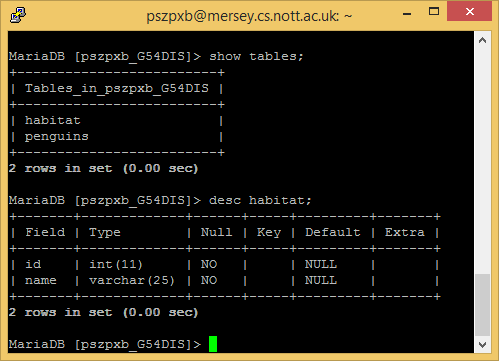 pszpxb@mersey.cs.nott.ac.uk: ~
MariaDB [pszpxb_G54DIS]> show tables;
+-------------------------+
| Tables_in_pszpxb_G54DIS |
+-------------------------+
| habitat                 |
| penguins                |
+-------------------------+
2 rows in set (0.00 sec)
MariaDB [pszpxb_G54DIS]> desc habitat;
+-------+-------------+------+-----+---------+-------+
| Field | Type        | Null | Key | Default | Extra |
+-------+-------------+------+-----+---------+-------+
| id    | int(11)     | NO   |     | NULL    |       |
| name  | varchar(25) | NO   |     | NULL    |       |
+-------+-------------+------+-----+---------+-------+
2 rows in set (0.00 sec)
MariaDB [pszpxb_G54DIS]>